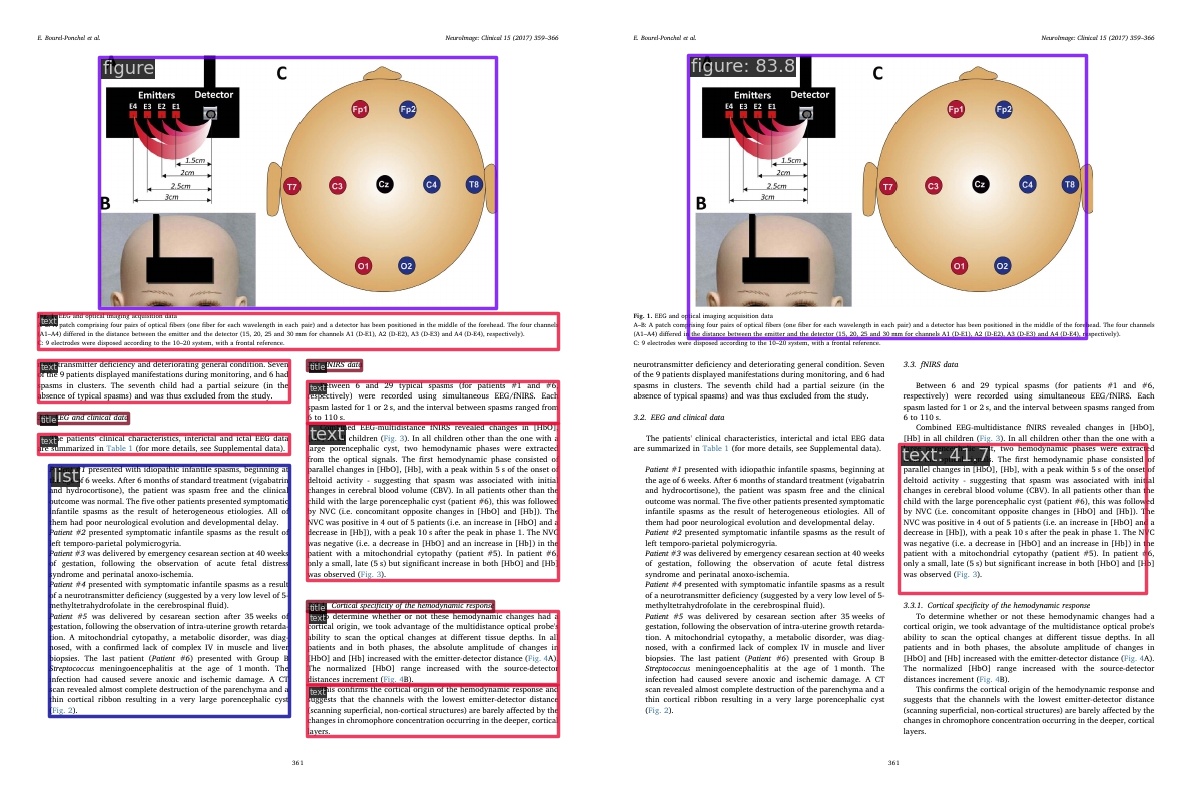 E. Bourel-Ponchel et al.
NeuroImage: Clinical 15 (2017) 359–366
figure
C
Emitters
Detector
E4 E3 E2 E1
Fp1 Fp2
1.5cm
2cm
2.5cm
3cm
T7 C3 Cz C4 T8
B
O1 O2
text
EEG and optical imaging acquisition data
patch comprising four pairs of optical fibers (one fiber for each wavelength in each pair) and a detector has been positioned in the middle of the forehead. The four channels
(A1–A4) differed in the distance between the emitter and the detector (15, 20, 25 and 30 mm for channels A1 (D-E1), A2 (D-E2), A3 (D-E3) and A4 (D-E4), respectively).
C: 9 electrodes were disposed according to the 10–20 system, with a frontal reference.
text
neurotransmitter deficiency and deteriorating general condition. Seven
of the 9 patients displayed hesitations during monitoring, and 6 had
spasms in clusters. The seventh child had a partial seizure (in the
absence of any spasms) and was thus excluded from the study.
title
EEG and clinical data
text
The patients' clinical characteristics, interictal and ictal EEG data
are summarized in Table 1 (for more details, see Supplemental data).
list
presented with idiopathic infantile spasms, beginning at
of 6 weeks. After 6 months of standard treatment (vigabatrin
and hydrocortisone), the patient was spasm free and the clinical
outcome was normal. The five other patients presented symptomatic
infantile spasms as the result of heterogeneous etiologies. All of
them had poor neurological evolution and developmental delay.
Patient #2 presented symptomatic infantile spasms as the result of
left temporo-parietal polymicrogyria.
Patient #3 was delivered by emergency cesarean section at 40 weeks
of gestation, following the observation of acute fetal distress
syndrome and perinatal anoxo-ischemia.
Patient #4 presented with symptomatic infantile spasms as a result
of a neurotransmitter deficiency (suggested by a very low level of 5-
methyltetrahydrofolate in the cerebrospinal fluid).
Patient #5 was delivered by cesarean section after 35 weeks of
gestation, following the observation of intra-uterine growth retarda-
tion. A mitochondrial cytopathy, a metabolic disorder, was diag-
nosed, with a confirmed lack of complex IV in muscle and liver
biopsies. The last patient (Patient #6) presented with Group B
Streptococcus meningoencephalitis at the age of 1 month. The
infection had caused severe anoxic and ischemic damage. A CT
scan revealed almost complete destruction of the parenchyma and a
thin cortical ribbon resulting in a very large porencephalic cyst
(Fig. 2).
title
fNIRS data
text
Between 6 and 29 typical spasms (for patients #1 and #6,
respectively) were recorded using simultaneous EEG/fNIRS. Each
spasm lasted for 1 or 2 s, and the interval between spasms ranged from
6 to 110 s.
text
EEG-multidistance fNIRS revealed changes in [HbO],
children (Fig. 3). In all children other than the one with a
large porencephalic cyst, two hemodynamic phases were extracted
from the optical signals. The first hemodynamic phase consisted of
parallel changes in [HbO], [Hb], with a peak within 5 s of the onset of
deltoid activity - suggesting that spasm was associated with initial
changes in cerebral blood volume (CBV). In all patients other than the
child with the large porencephalic cyst (patient #6), this was followed
by NVC (i.e. concomitant opposite changes in [HbO] and [Hb]). The
NVC was positive in 4 out of 5 patients (i.e. an increase in [HbO] and a
decrease in [Hb]), with a peak 10 s after the peak in phase 1. The NVC
was negative (i.e. a decrease in [HbO] and an increase in [Hb]) in the
patient with a mitochondrial cytopathy (patient #5). In patient #6,
only a small, late (5 s) but significant increase in both [HbO] and [Hb]
was observed (Fig. 3).
title
Cortical specificity of the hemodynamic response
text
To determine whether or not these hemodynamic changes had a
cortical origin, we took advantage of the multidistance optical probe's
ability to scan the optical changes at different tissue depths. In all
patients and in both phases, the absolute amplitude of changes in
[HbO] and [Hb] increased with the emitter-detector distance (Fig. 4A).
The normalized [HbO] range increased with the source-detector
distances increment (Fig. 4B).
text
This confirms the cortical origin of the hemodynamic response and
suggests that the channels with the lowest emitter-detector distance
(scanning superficial, non-cortical structures) are barely affected by the
changes in chromophore concentration occurring in the deeper, cortical
layers.
361
E. Bourel-Ponchel et al.
NeuroImage: Clinical 15 (2017) 359–366
figure: 83.8
C
Emitters
Detector
E4 E3 E2 E1
Fp1 Fp2
1.5cm
2cm
2.5cm
3cm
T7 C3 Cz C4 T8
B
O1 O2
Fig. 1. EEG and optical imaging acquisition data
A–B: A patch comprising four pairs of optical fibers (one fiber for each wavelength in each pair) and a detector has been positioned in the middle of the forehead. The four channels
(A1–A4) differed in the distance between the emitter and the detector (15, 20, 25 and 30 mm for channels A1 (D-E1), A2 (D-E2), A3 (D-E3) and A4 (D-E4), respectively).
C: 9 electrodes were disposed according to the 10–20 system, with a frontal reference.
neurotransmitter deficiency and deteriorating general condition. Seven
of the 9 patients displayed hesitations during monitoring, and 6 had
spasms in clusters. The seventh child had a partial seizure (in the
absence of any spasms) and was thus excluded from the study.
3.2. EEG and clinical data
The patients' clinical characteristics, interictal and ictal EEG data
are summarized in Table 1 (for more details, see Supplemental data).
Patient #1 presented with idiopathic infantile spasms, beginning at
the age of 6 weeks. After 6 months of standard treatment (vigabatrin
and hydrocortisone), the patient was spasm free and the clinical
outcome was normal. The five other patients presented symptomatic
infantile spasms as the result of heterogeneous etiologies. All of
them had poor neurological evolution and developmental delay.
Patient #2 presented symptomatic infantile spasms as the result of
left temporo-parietal polymicrogyria.
Patient #3 was delivered by emergency cesarean section at 40 weeks
of gestation, following the observation of acute fetal distress
syndrome and perinatal anoxo-ischemia.
Patient #4 presented with symptomatic infantile spasms as a result
of a neurotransmitter deficiency (suggested by a very low level of 5-
methyltetrahydrofolate in the cerebrospinal fluid).
Patient #5 was delivered by cesarean section after 35 weeks of
gestation, following the observation of intra-uterine growth retarda-
tion. A mitochondrial cytopathy, a metabolic disorder, was diag-
nosed, with a confirmed lack of complex IV in muscle and liver
biopsies. The last patient (Patient #6) presented with Group B
Streptococcus meningoencephalitis at the age of 1 month. The
infection had caused severe anoxic and ischemic damage. A CT
scan revealed almost complete destruction of the parenchyma and a
thin cortical ribbon resulting in a very large porencephalic cyst
(Fig. 2).
3.3. fNIRS data
Between 6 and 29 typical spasms (for patients #1 and #6,
respectively) were recorded using simultaneous EEG/fNIRS. Each
spasm lasted for 1 or 2 s, and the interval between spasms ranged from
6 to 110 s.
Combined EEG-multidistance fNIRS revealed changes in [HbO],
[Hb] in all children (Fig. 3). In all children other than the one with a
text: 41.7
two hemodynamic phases were extracted
from the optical signals. The first hemodynamic phase consisted of
parallel changes in [HbO], [Hb], with a peak within 5 s of the onset of
deltoid activity - suggesting that spasm was associated with initial
changes in cerebral blood volume (CBV). In all patients other than the
child with the large porencephalic cyst (patient #6), this was followed
by NVC (i.e. concomitant opposite changes in [HbO] and [Hb]). The
NVC was positive in 4 out of 5 patients (i.e. an increase in [HbO] and a
decrease in [Hb]), with a peak 10 s after the peak in phase 1. The NVC
was negative (i.e. a decrease in [HbO] and an increase in [Hb]) in the
patient with a mitochondrial cytopathy (patient #5). In patient #6,
only a small, late (5 s) but significant increase in both [HbO] and [Hb]
was observed (Fig. 3).
3.3.1. Cortical specificity of the hemodynamic response
To determine whether or not these hemodynamic changes had a
cortical origin, we took advantage of the multidistance optical probe's
ability to scan the optical changes at different tissue depths. In all
patients and in both phases, the absolute amplitude of changes in
[HbO] and [Hb] increased with the emitter-detector distance (Fig. 4A).
The normalized [HbO] range increased with the source-detector
distances increment (Fig. 4B).
This confirms the cortical origin of the hemodynamic response and
suggests that the channels with the lowest emitter-detector distance
(scanning superficial, non-cortical structures) are barely affected by the
changes in chromophore concentration occurring in the deeper, cortical
layers.
361